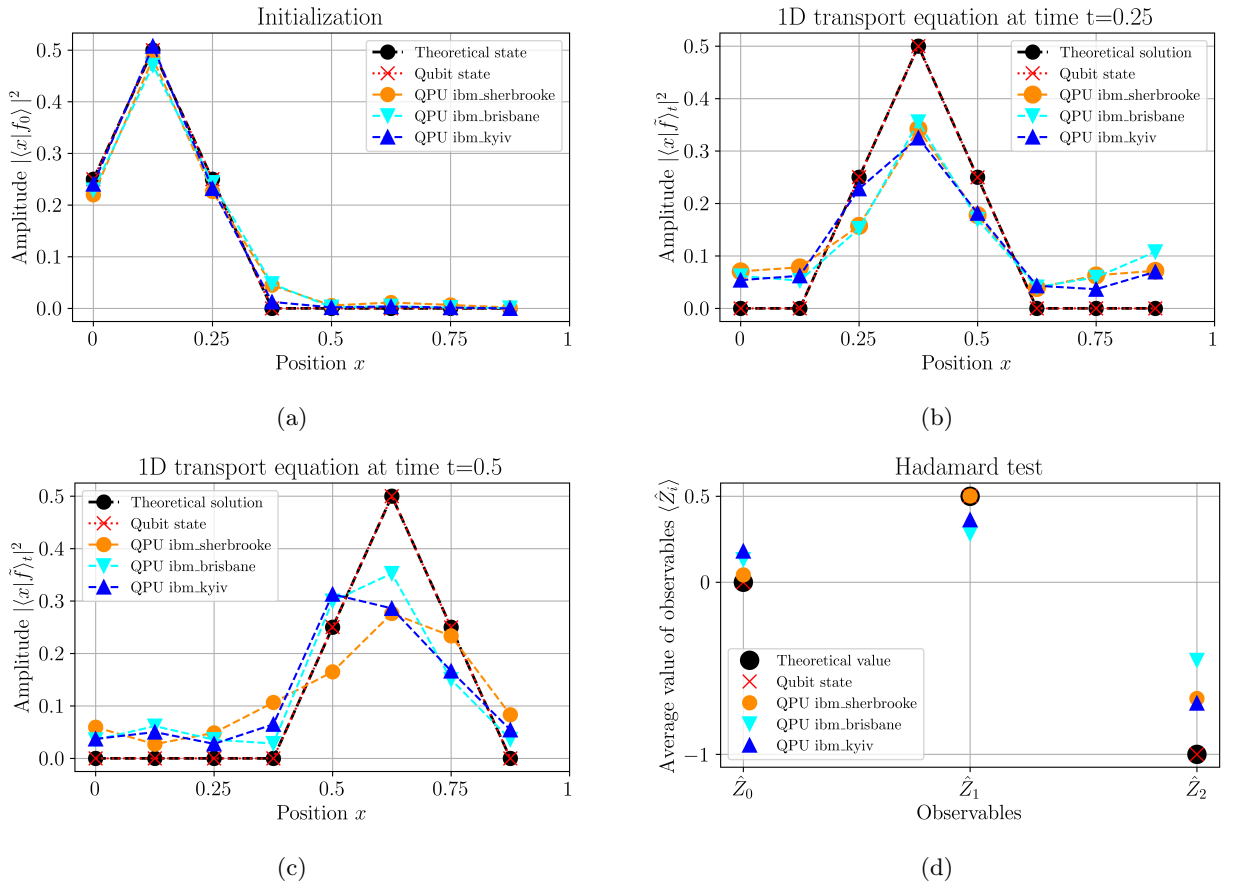 Initialization
Amplitude |⟨x|f₀⟩|²
0.5
0.4
0.3
0.2
0.1
0.0
Theoretical state
Qubit state
QPU ibm_sherbrooke
QPU ibm_brisbane
QPU ibm_kyiv
0 0.25 0.5 0.75 1
Position x
(a)
1D transport equation at time t=0.25
Amplitude |⟨x|f̃⟩ₜ|²
0.5
0.4
0.3
0.2
0.1
0.0
Theoretical solution
Qubit state
QPU ibm_sherbrooke
QPU ibm_brisbane
QPU ibm_kyiv
0 0.25 0.5 0.75 1
Position x
(b)
1D transport equation at time t=0.5
Amplitude |⟨x|f̃⟩ₜ|²
0.5
0.4
0.3
0.2
0.1
0.0
Theoretical solution
Qubit state
QPU ibm_sherbrooke
QPU ibm_brisbane
QPU ibm_kyiv
0 0.25 0.5 0.75 1
Position x
(c)
Hadamard test
Average value of observables ⟨Ẑᵢ⟩
0.5
0
−1
Theoretical value
Qubit state
QPU ibm_sherbrooke
QPU ibm_brisbane
QPU ibm_kyiv
Ẑ₀ Ẑ₁ Ẑ₂
Observables
(d)